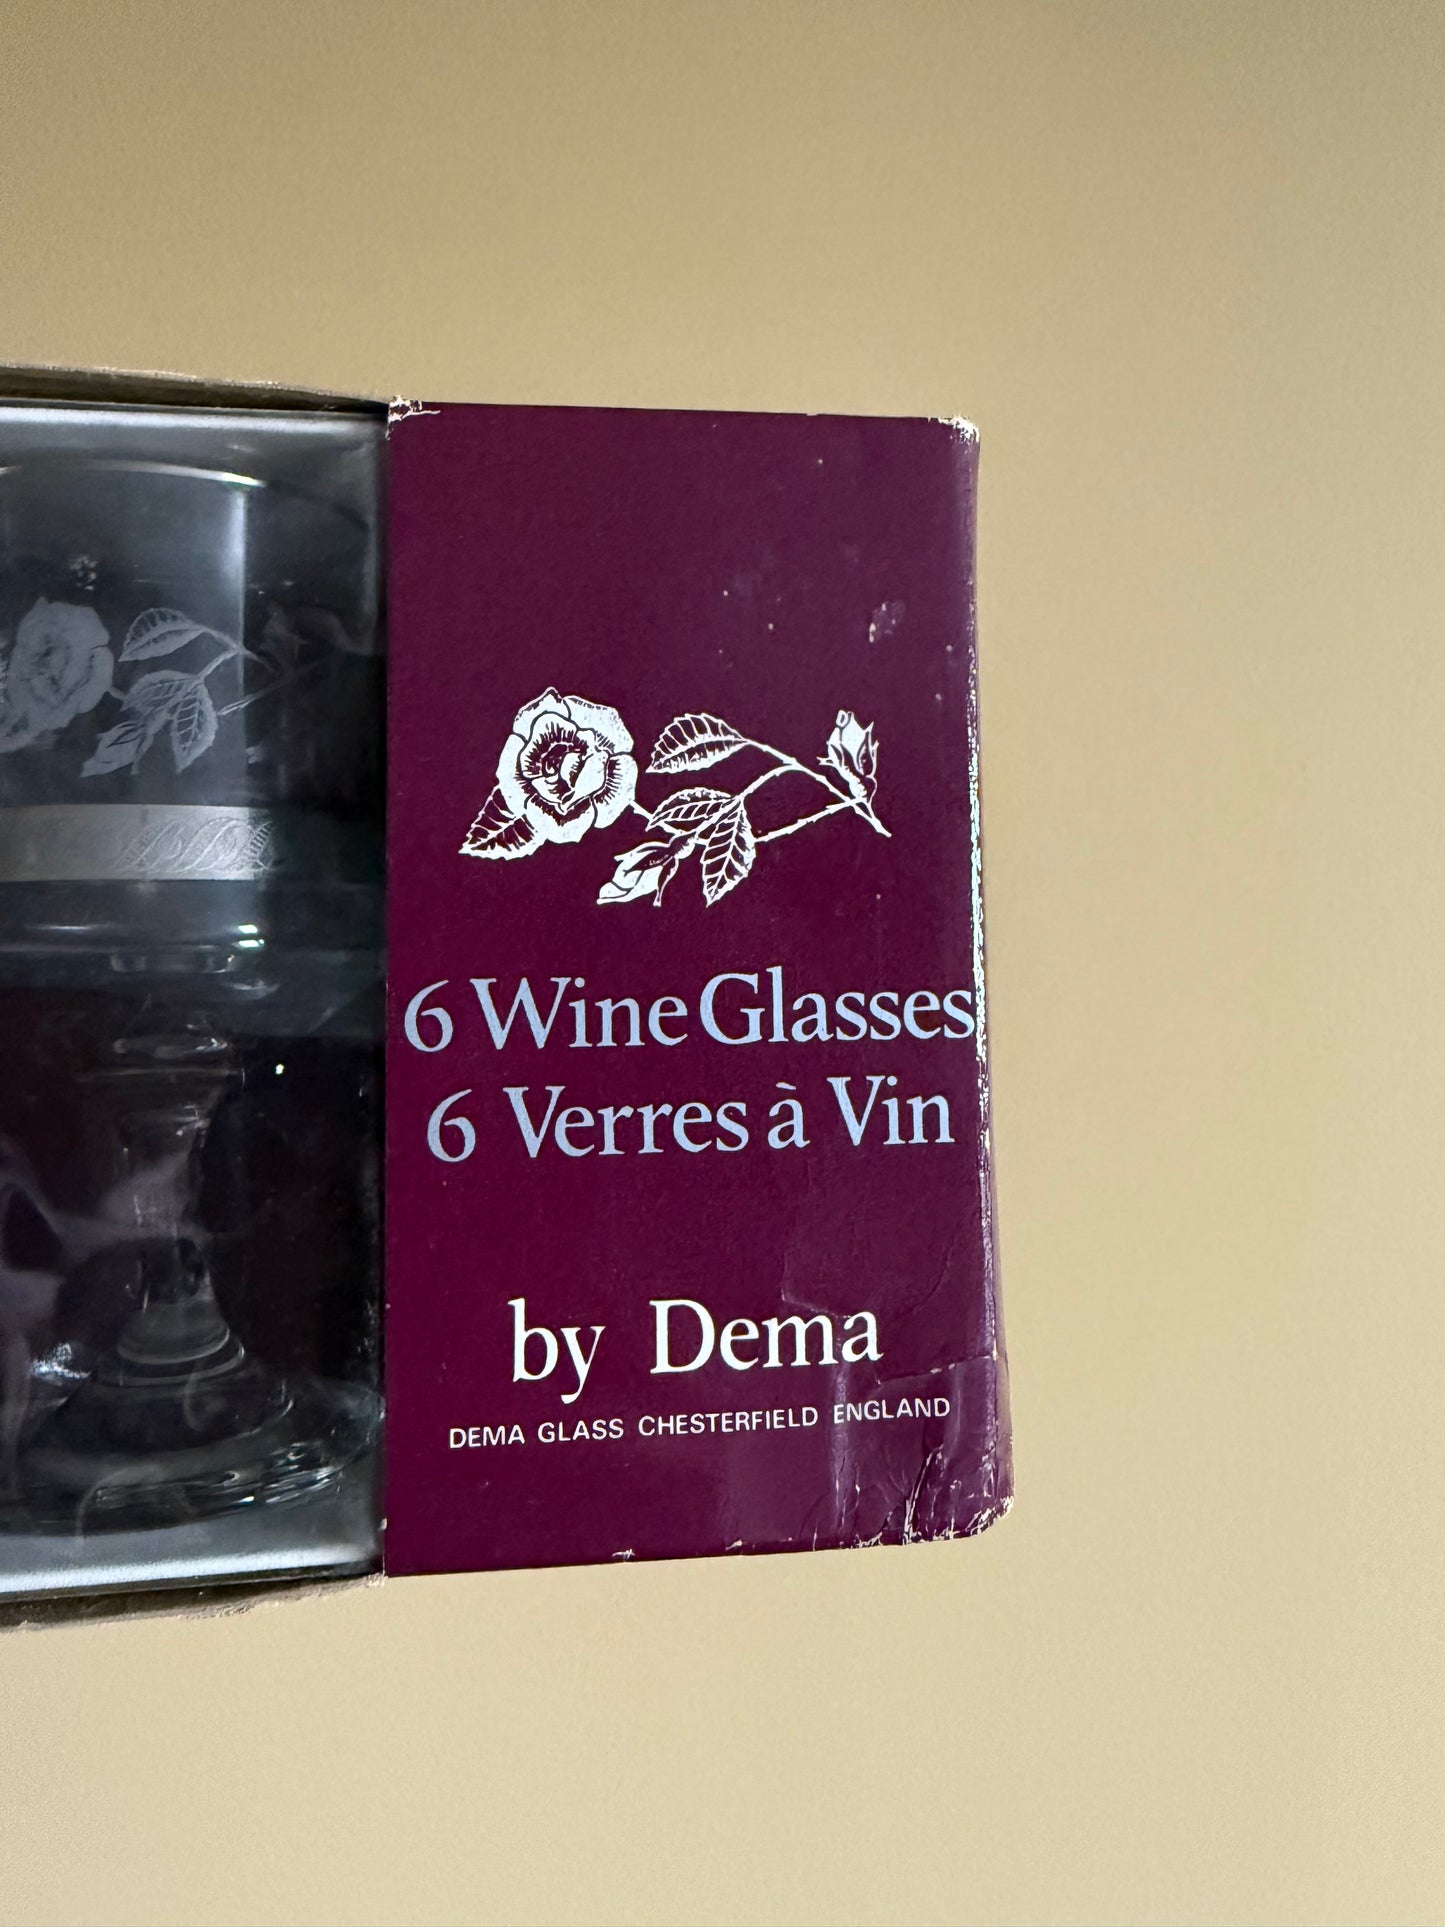 6 Wine Glasses
6 Verres à Vin
by Dema
DEMA GLASS CHESTERFIELD ENGLAND